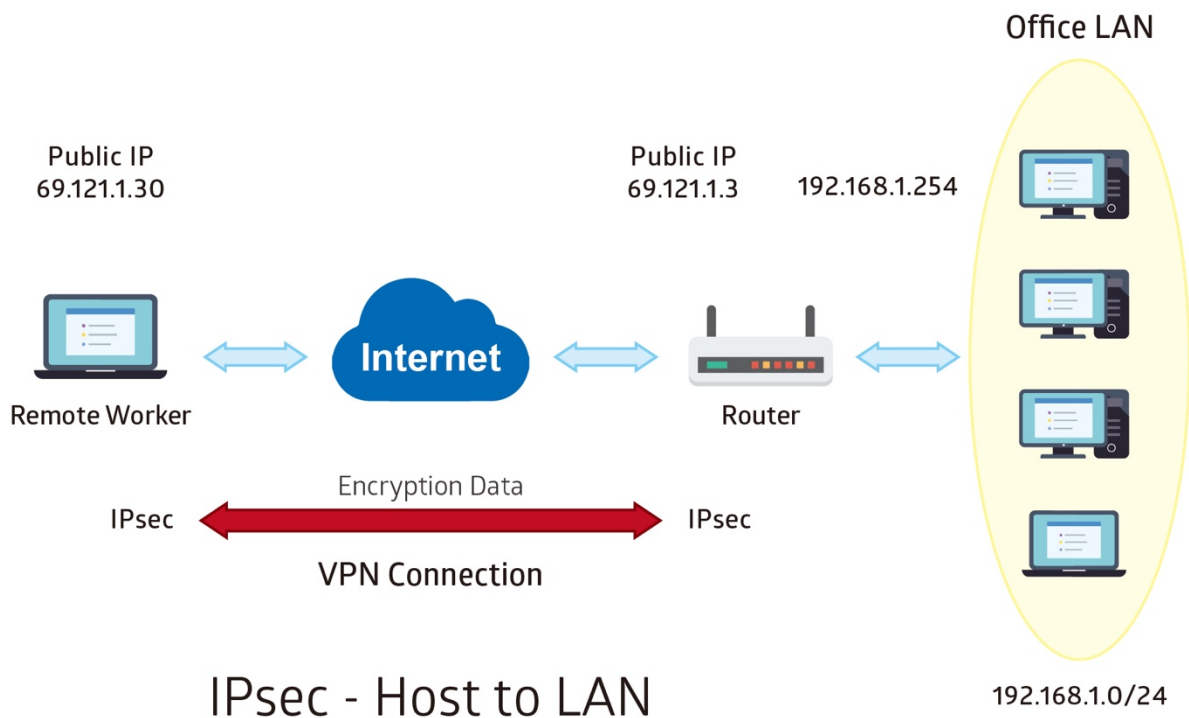 Office LAN
Public IP
69.121.1.30
Public IP
69.121.1.3
192.168.1.254
Internet
Remote Worker
Router
Encryption Data
IPsec
IPsec
VPN Connection
IPsec - Host to LAN
192.168.1.0/24